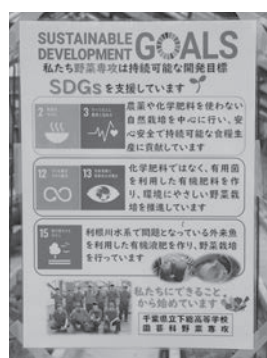 SUSTAINABLE
DEVELOPMENT GOALS
私たち野菜専攻は持続可能な開発目標
SDGsを支援しています
2
3
農薬や化学肥料を使わない
自然栽培を中心に行い、安
心安全で持続可能な食糧生
産に貢献しています
12
13
化学肥料ではなく、有用菌
を利用した有機肥料を作
り、環境にやさしい野菜栽
培を推進しています
15
利根川水系で問題となっている外来魚
を利用した有機液肥を作り、野菜栽培
を行っています
私たちにできること、
から始めています
千葉県立下総高等学校
園芸科野菜専攻